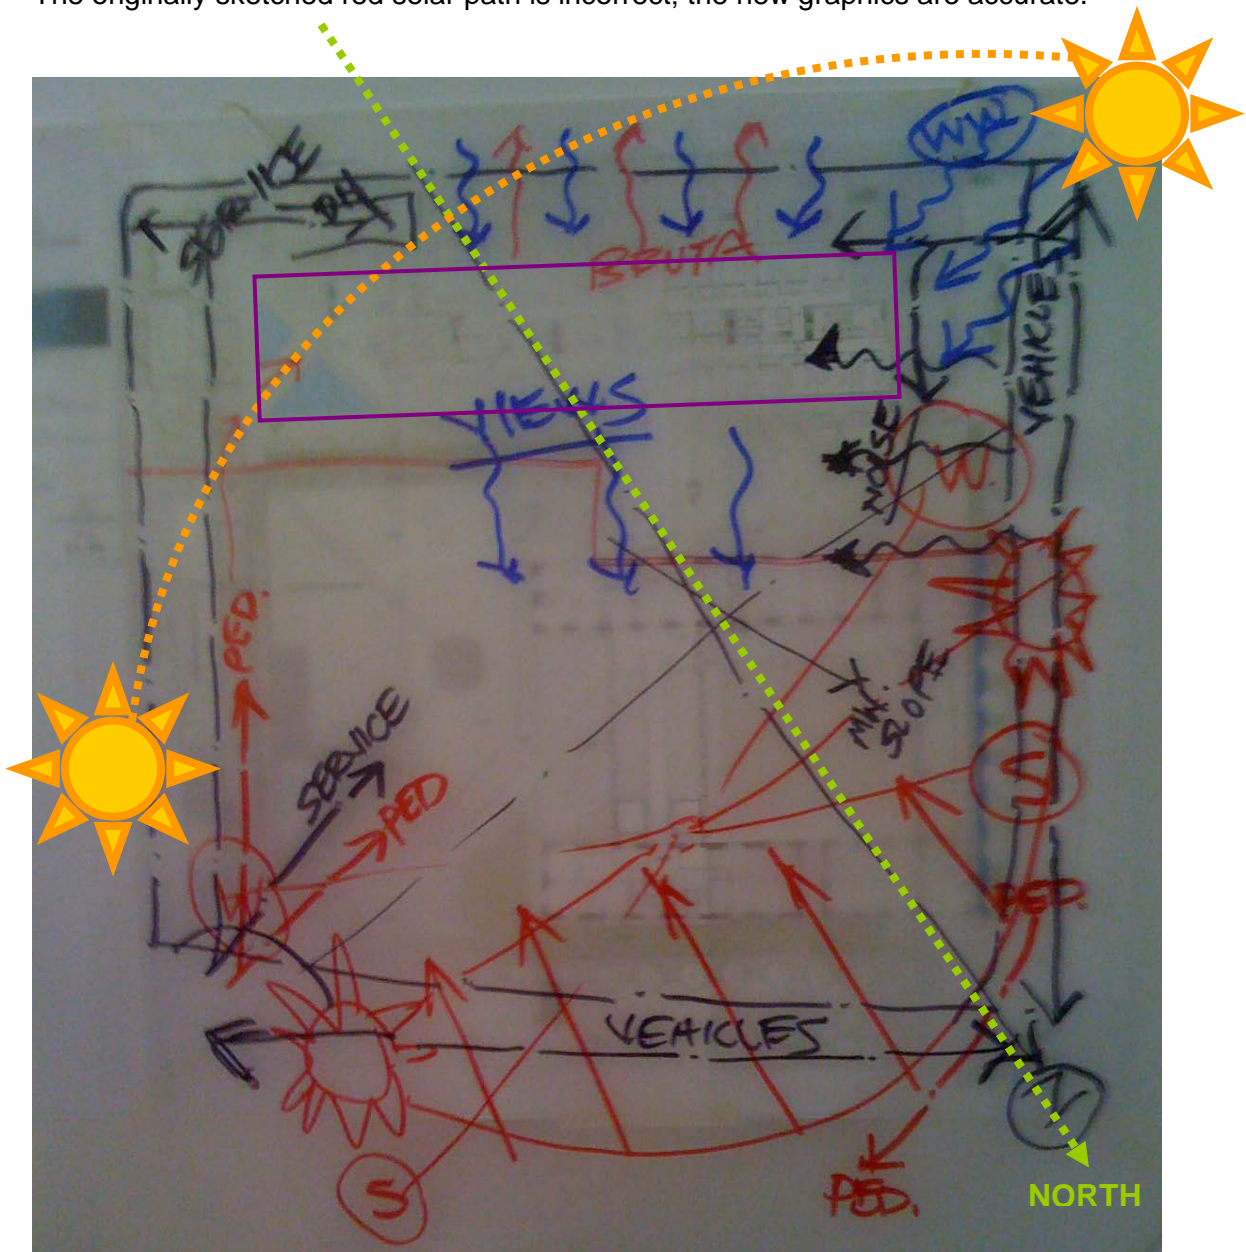 The originally sketched red solar path is incorrect, the new graphics are accurate.
SERVICE
VEHICLES
VIEWS
NOISE
PED.
MIN.
SLOPE
SERVICE
PED
PED.
VEHICLES
S
PED.
NORTH